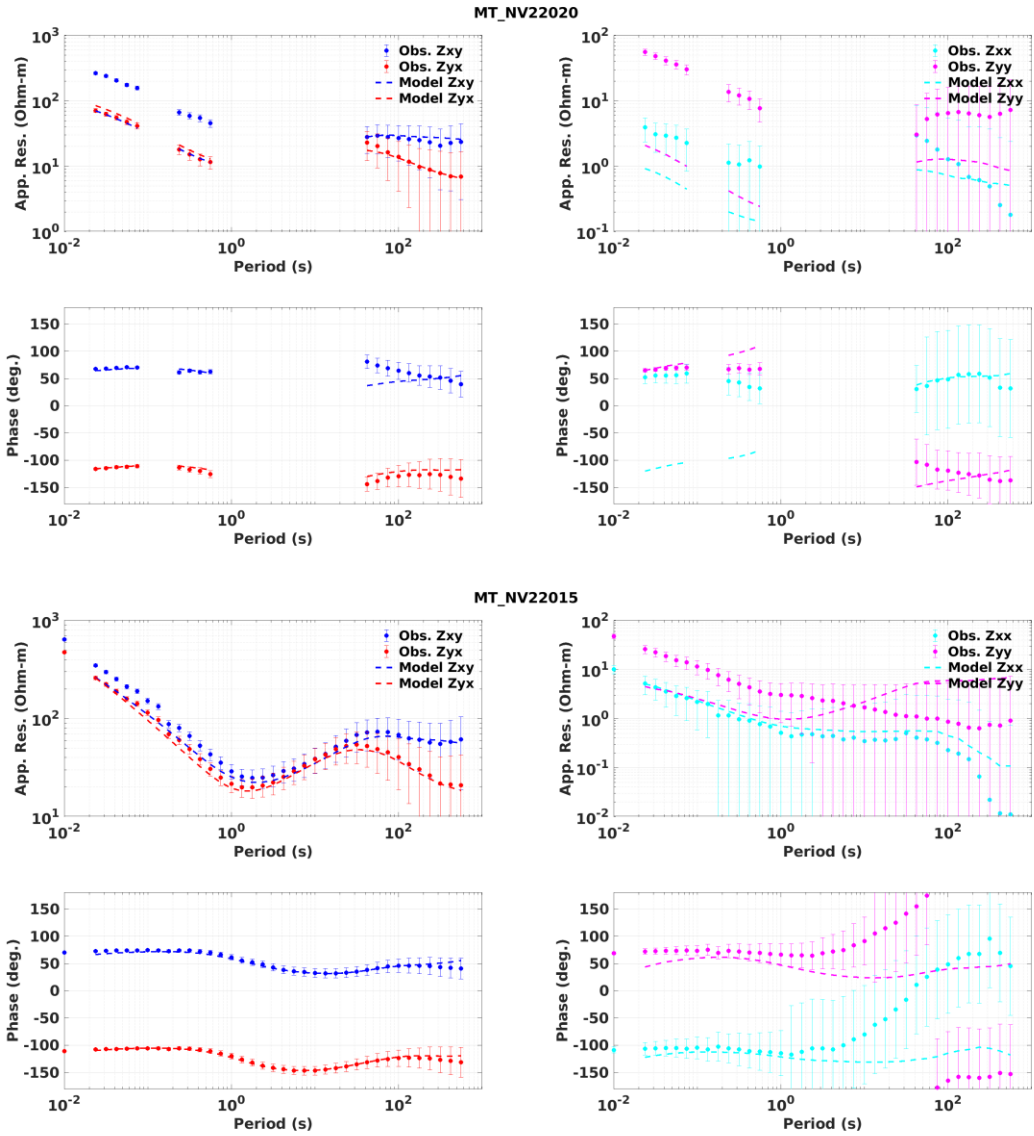 MT_NV22020
App. Res. (Ohm-m)
10^3
10^2
10^1
10^0
Obs. Zxy
Obs. Zyx
Model Zxy
Model Zyx
10^-2
10^0
10^2
Period (s)
App. Res. (Ohm-m)
10^2
10^1
10^0
10^-1
Obs. Zxx
Obs. Zyy
Model Zxx
Model Zyy
10^-2
10^0
10^2
Period (s)
Phase (deg.)
150
100
50
0
-50
-100
-150
10^-2
10^0
10^2
Period (s)
Phase (deg.)
150
100
50
0
-50
-100
-150
10^-2
10^0
10^2
Period (s)
MT_NV22015
App. Res. (Ohm-m)
10^3
10^2
10^1
Obs. Zxy
Obs. Zyx
Model Zxy
Model Zyx
10^-2
10^0
10^2
Period (s)
App. Res. (Ohm-m)
10^2
10^1
10^0
10^-1
10^-2
Obs. Zxx
Obs. Zyy
Model Zxx
Model Zyy
10^-2
10^0
10^2
Period (s)
Phase (deg.)
150
100
50
0
-50
-100
-150
10^-2
10^0
10^2
Period (s)
Phase (deg.)
150
100
50
0
-50
-100
-150
10^-2
10^0
10^2
Period (s)